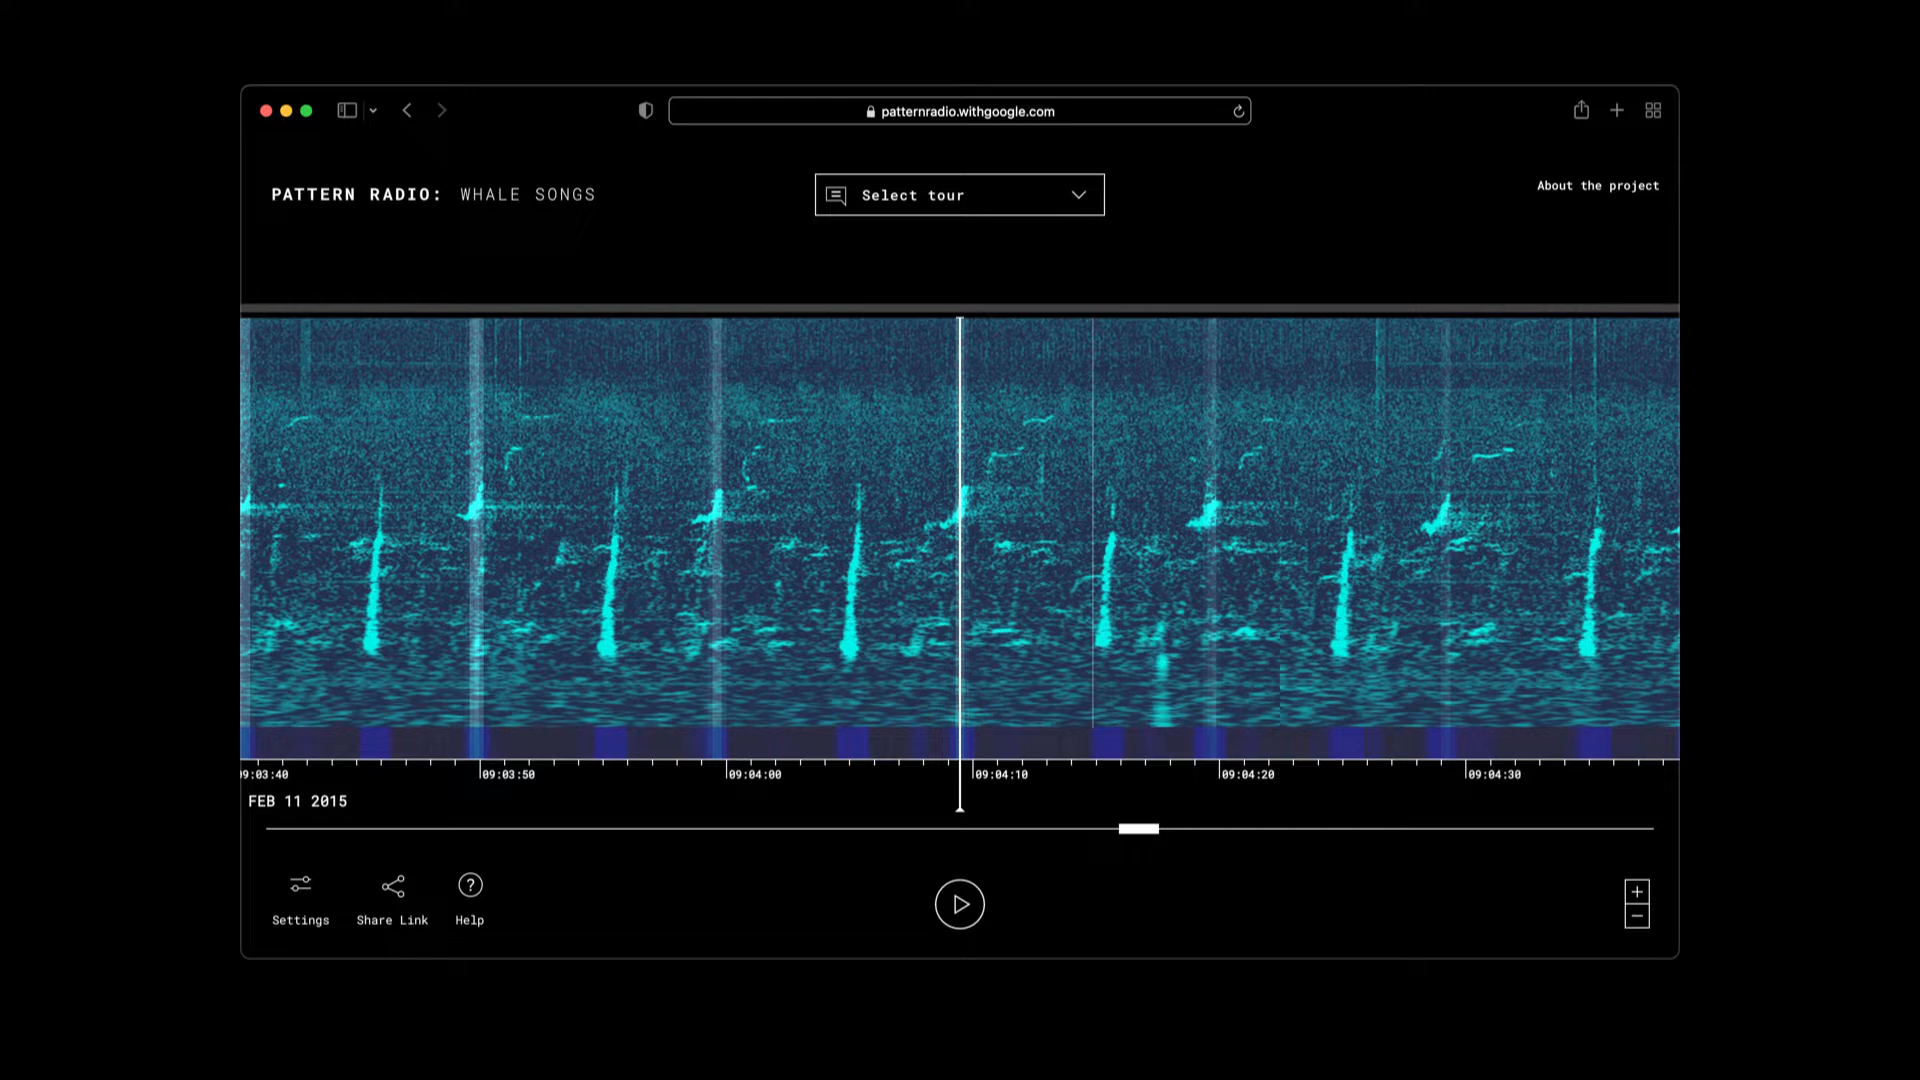 patternradio.withgoogle.com
PATTERN RADIO: WHALE SONGS
Select tour
About the project
9:03:40
09:03:50
09:04:00
09:04:10
09:04:20
09:04:30
FEB 11 2015
Settings
Share Link
Help